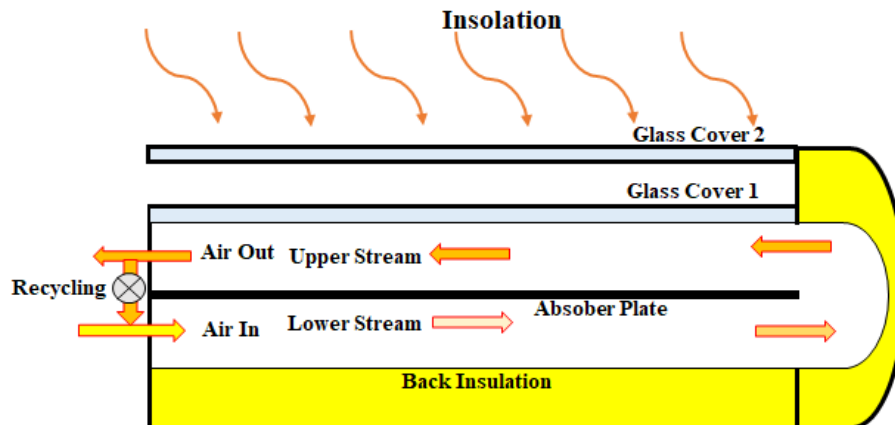 Insolation
Glass Cover 2
Glass Cover 1
Air Out
Upper Stream
Recycling
Absober Plate
Air In
Lower Stream
Back Insulation